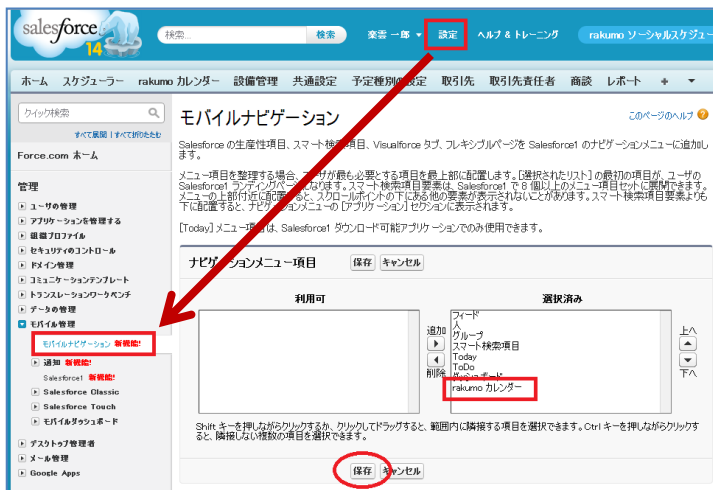 salesforce
14
検索...
検索
楽雲 一郎
設定
ヘルプ & トレーニング
rakumo ソーシャルスケジュー
ホーム スケジューラー rakumo カレンダー 設備管理 共通設定 予定種別の設定 取引先 取引先責任者 商談 レポート +
クイック検索
すべて展開 | すべて折りたたむ
Force.com ホーム
管理
ユーザの管理
アプリケーションを管理する
組織プロファイル
セキュリティのコントロール
ドメイン管理
コミュニケーションテンプレート
トランスレーションワークベンチ
データの管理
モバイル管理
モバイルナビゲーション 新機能!
通知 新機能!
Salesforce1 新機能!
Salesforce Classic
Salesforce Touch
モバイルダッシュボード
デスクトップ管理者
メール管理
Google Apps
モバイルナビゲーション
このページのヘルプ
Salesforce の生産性項目、スマート検索項目、Visualforce タブ、フレキシブルページを Salesforce1 のナビゲーションメニューに追加し
ます。
メニュー項目を整理する場合、ユーザが最も必要とする項目を最上部に配置します。[選択されたリスト] の最初の項目が、ユーザの
Salesforce1 ランディングページになります。スマート検索項目要素は、Salesforce1 で 8 個以上のメニュー項目セットに展開できます。
メニューの上部付近に配置すると、スクロールポイントの下にある他の要素が表示されないことがあります。スマート検索項目要素よりも
下に配置すると、ナビゲーションメニューの [アプリケーション] セクションに表示されます。
[Today] メニュー項目は、Salesforce1 ダウンロード可能アプリケーションでのみ使用できます。
ナビゲーションメニュー項目
保存 キャンセル
利用可
選択済み
追加
削除
フィード
人
グループ
スマート検索項目
Today
ToDo
ダッシュボード
rakumo カレンダー
上へ
下へ
Shift キーを押しながらクリックするか、クリックしてドラッグすると、範囲内に隣接する項目を選択できます。Ctrl キーを押しながらクリックす
ると、隣接しない複数の項目を選択できます。
保存 キャンセル